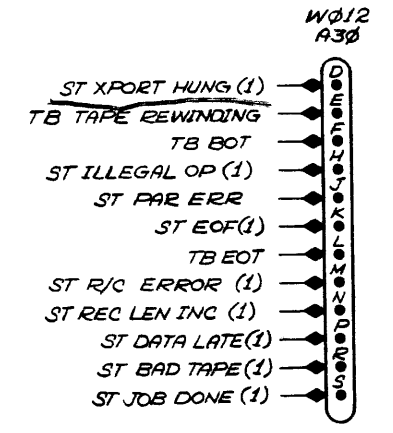 WØ12
A3Ø
D
ST XPORT HUNG (1)
E
TB TAPE REWINDING
F
TB BOT
H
ST ILLEGAL OP (1)
J
ST PAR ERR
K
ST EOF(1)
L
TB EOT
M
ST R/C ERROR (1)
N
ST REC LEN INC (1)
P
ST DATA LATE(1)
R
ST BAD TAPE(1)
S
ST JOB DONE (1)